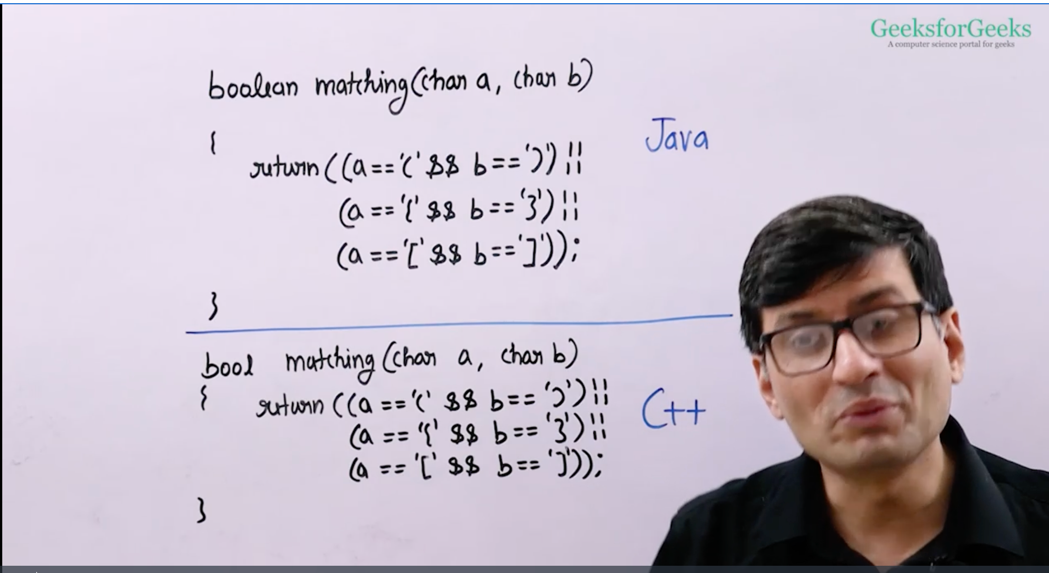 GeeksforGeeks
A computer science portal for geeks
boolean matching(char a, char b)
{
return((a=='(' && b==')')||
(a=='{' && b=='}')||
(a=='[' && b==']'));
}
Java
bool matching(char a, char b)
{
return((a=='(' && b==')')||
(a=='{' && b=='}')||
(a=='[' && b==']'));
}
C++